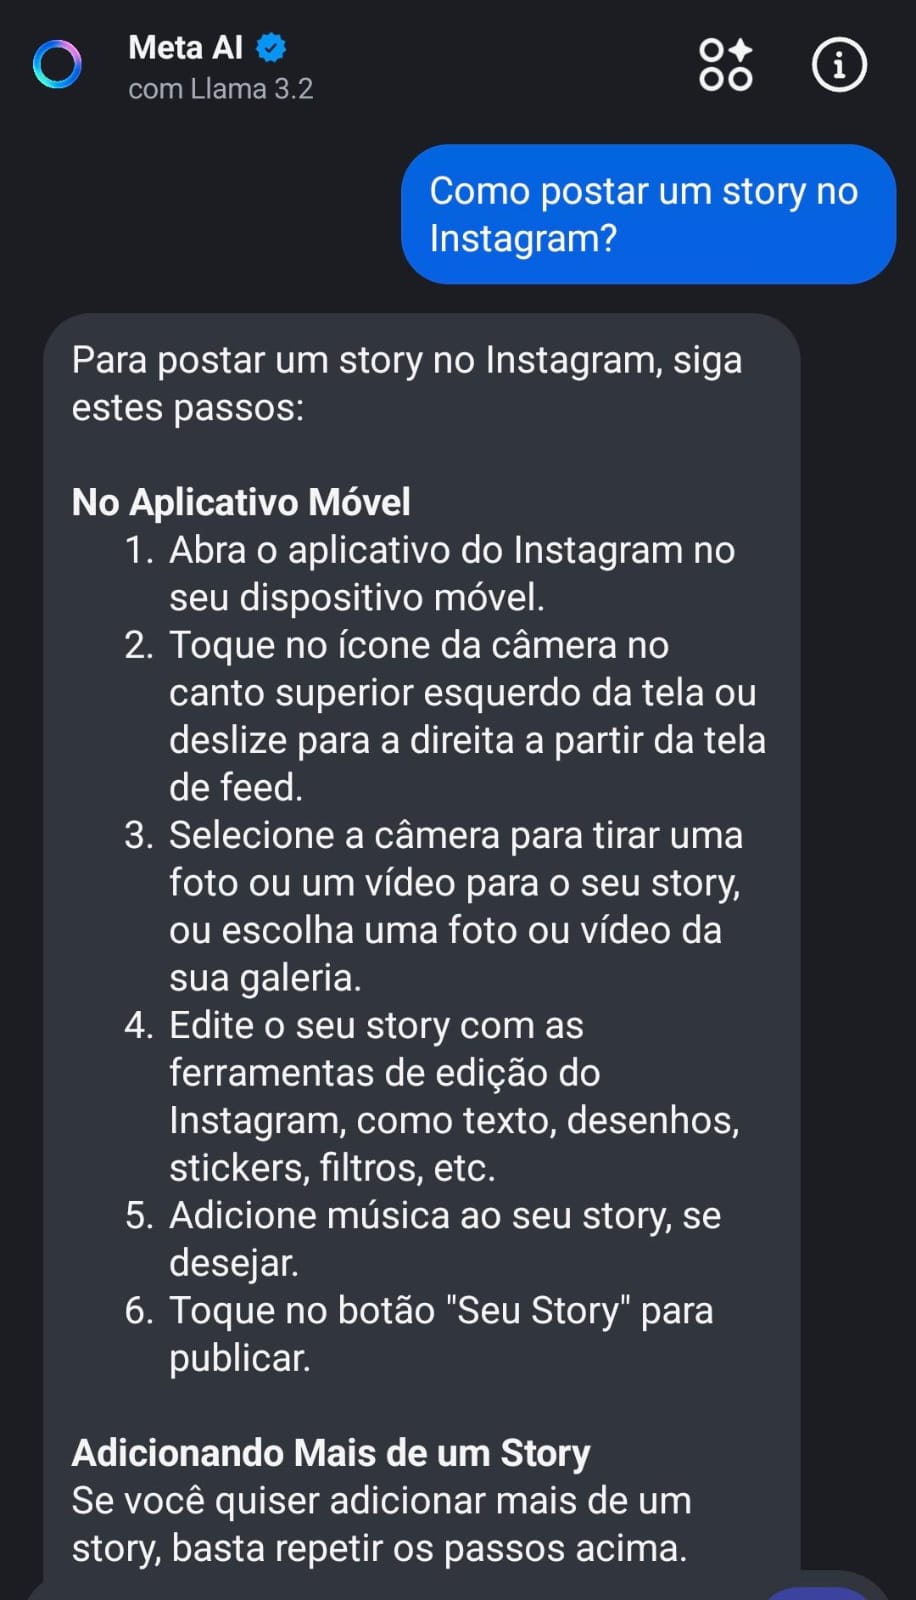 Meta AI
com Llama 3.2
Como postar um story no
Instagram?
Para postar um story no Instagram, siga
estes passos:
No Aplicativo Móvel
1. Abra o aplicativo do Instagram no
seu dispositivo móvel.
2. Toque no ícone da câmera no
canto superior esquerdo da tela ou
deslize para a direita a partir da tela
de feed.
3. Selecione a câmera para tirar uma
foto ou um vídeo para o seu story,
ou escolha uma foto ou vídeo da
sua galeria.
4. Edite o seu story com as
ferramentas de edição do
Instagram, como texto, desenhos,
stickers, filtros, etc.
5. Adicione música ao seu story, se
desejar.
6. Toque no botão "Seu Story" para
publicar.
Adicionando Mais de um Story
Se você quiser adicionar mais de um
story, basta repetir os passos acima.